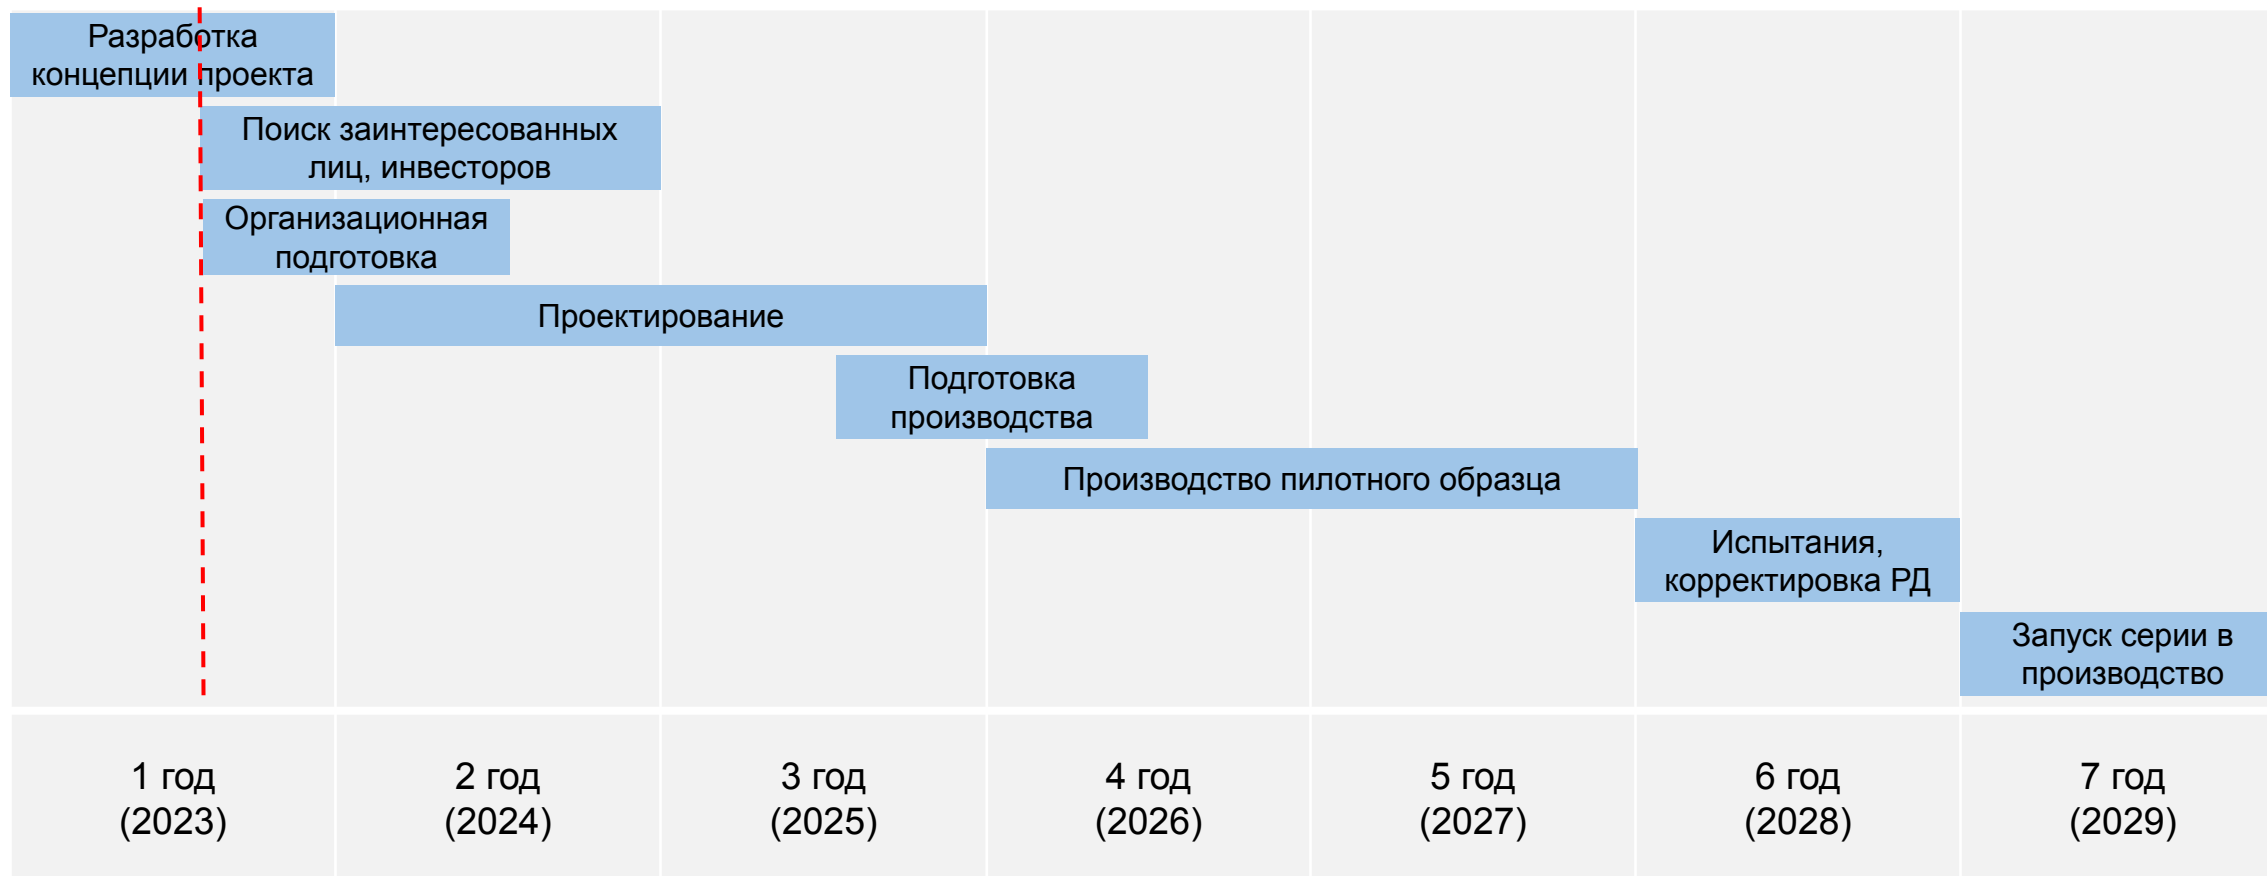 Разработка
концепции проекта
Поиск заинтересованных
лиц, инвесторов
Организационная
подготовка
Проектирование
Подготовка
производства
Производство пилотного образца
Испытания,
корректировка РД
Запуск серии в
производство
1 год
(2023)
2 год
(2024)
3 год
(2025)
4 год
(2026)
5 год
(2027)
6 год
(2028)
7 год
(2029)